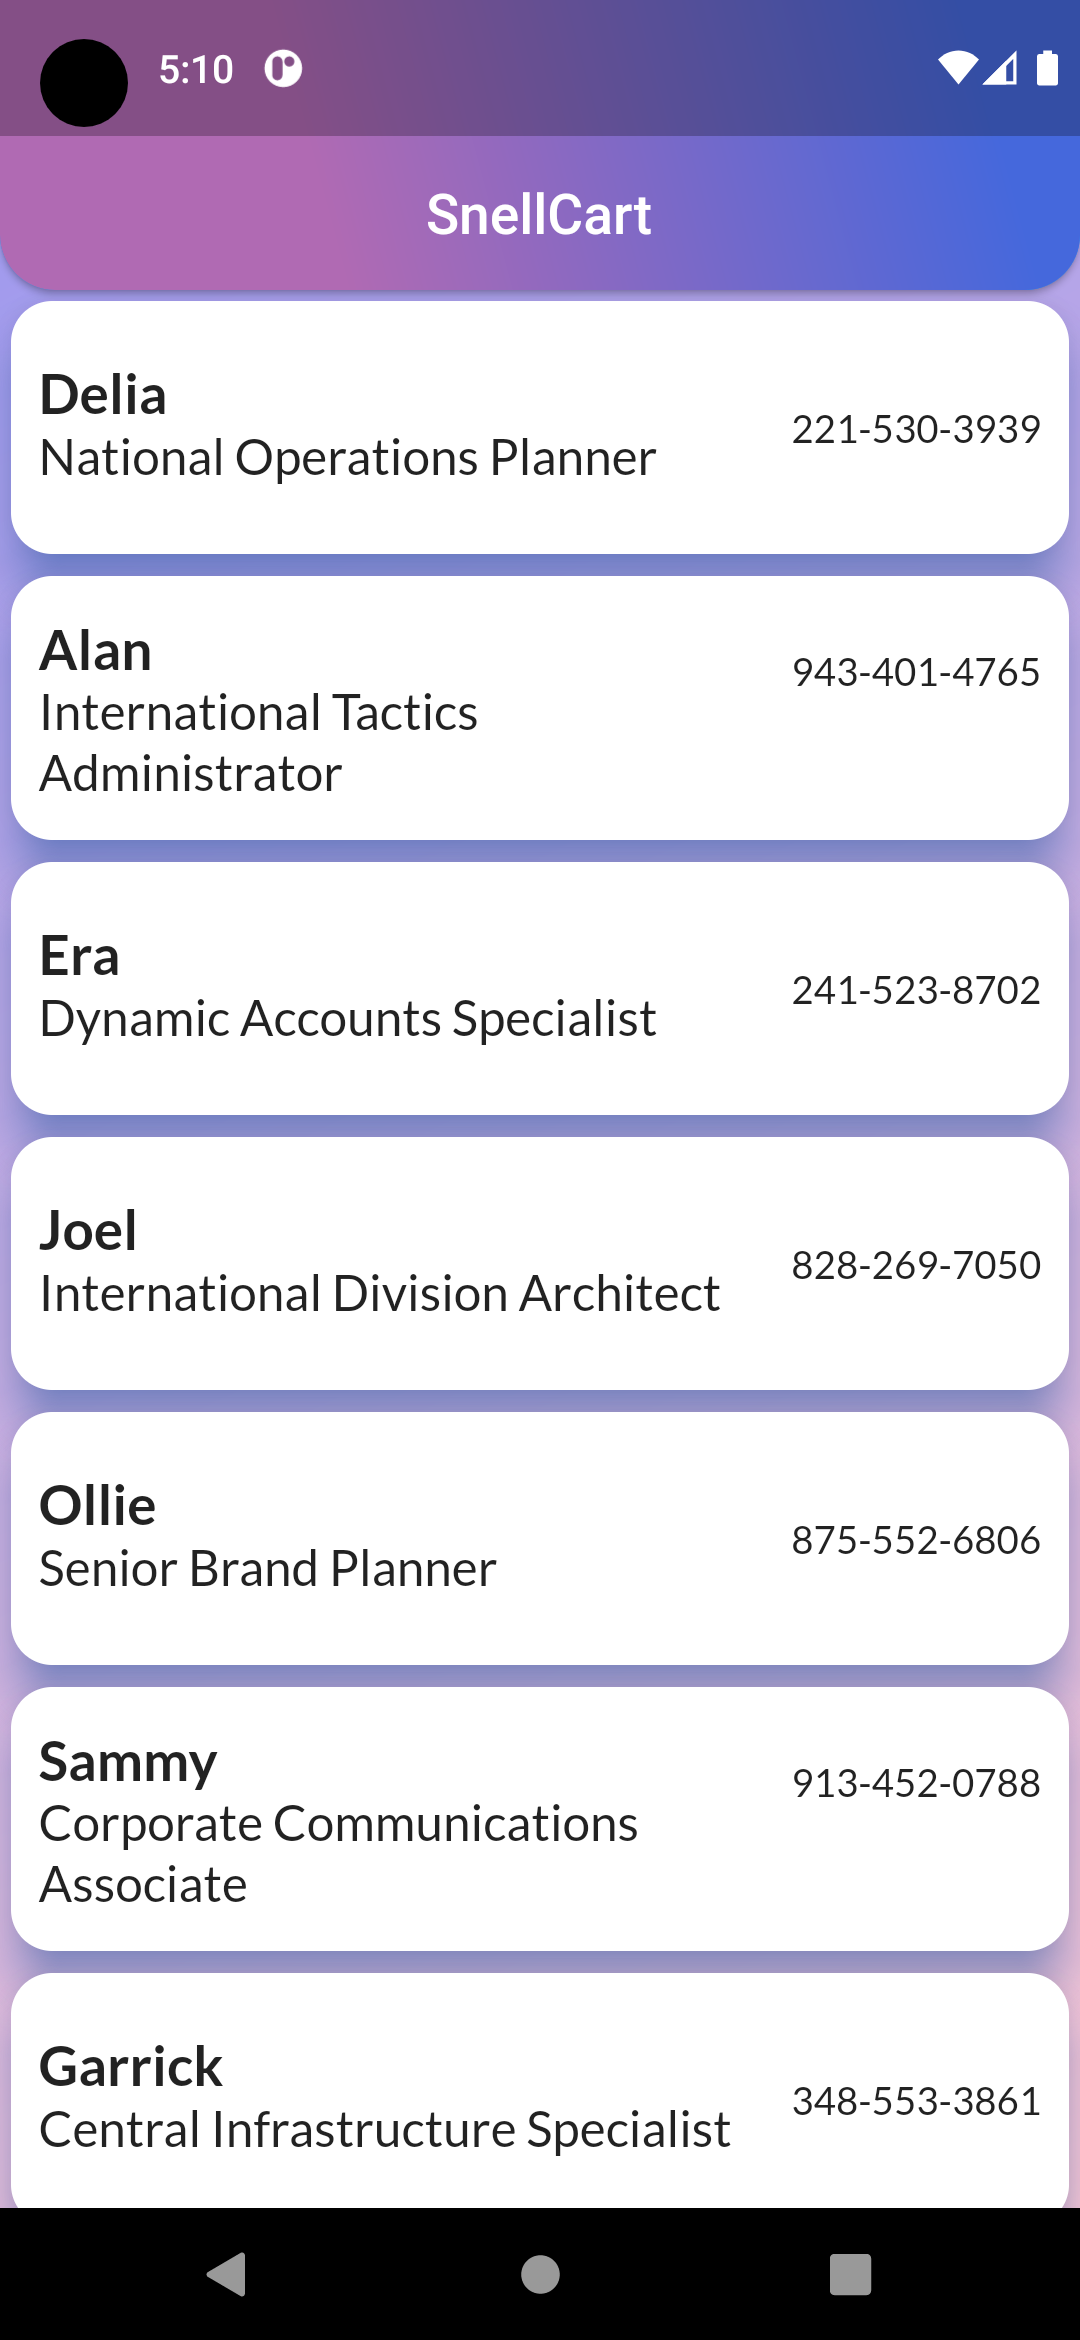 5:10
SnellCart
Delia
National Operations Planner
221-530-3939
Alan
International Tactics
Administrator
943-401-4765
Era
Dynamic Accounts Specialist
241-523-8702
Joel
International Division Architect
828-269-7050
Ollie
Senior Brand Planner
875-552-6806
Sammy
Corporate Communications
Associate
913-452-0788
Garrick
Central Infrastructure Specialist
348-553-3861